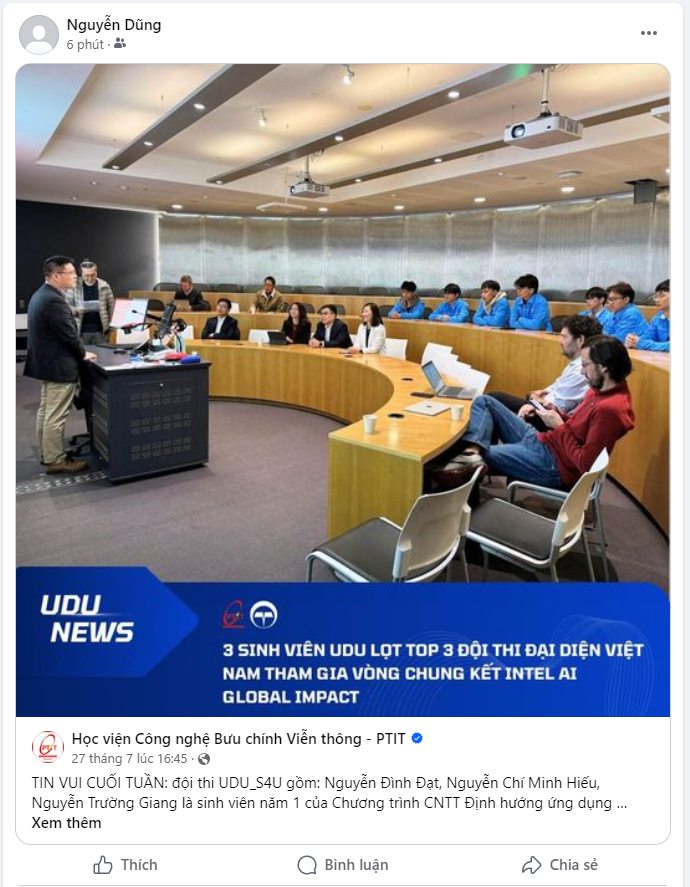 Nguyễn Dũng
6 phút ·
UDU
NEWS
PTIT
3 SINH VIÊN UDU LỌT TOP 3 ĐỘI THI ĐẠI DIỆN VIỆT
NAM THAM GIA VÒNG CHUNG KẾT INTEL AI
GLOBAL IMPACT
PTIT
Học viện Công nghệ Bưu chính Viễn thông - PTIT
27 tháng 7 lúc 16:45 ·
TIN VUI CUỐI TUẦN: đội thi UDU_S4U gồm: Nguyễn Đình Đạt, Nguyễn Chí Minh Hiếu,
Nguyễn Trường Giang là sinh viên năm 1 của Chương trình CNTT Định hướng ứng dụng ...
Xem thêm
Thích
Bình luận
Chia sẻ